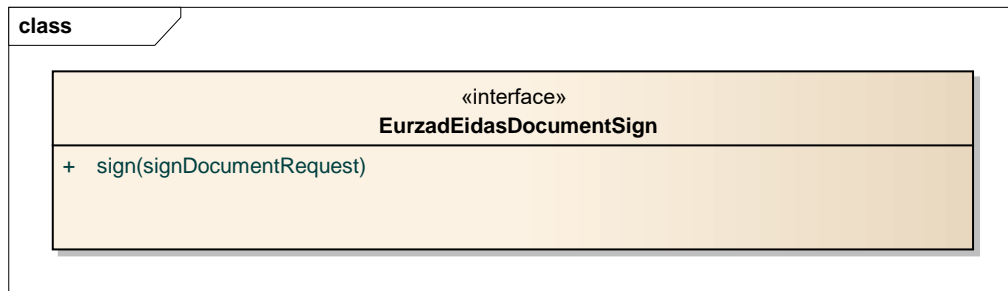 class
«interface»
EurzadEidasDocumentSign
+ sign(signDocumentRequest)